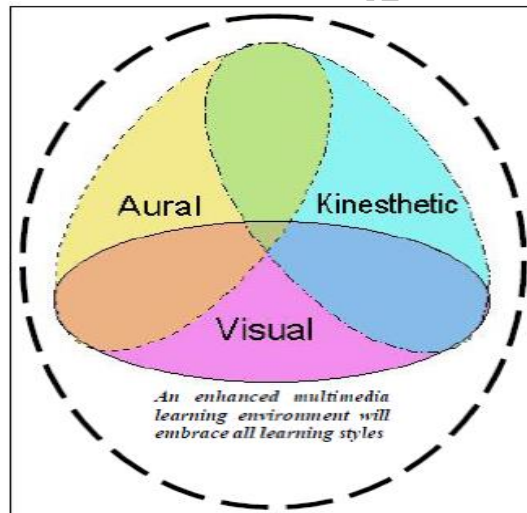 Aural Kinesthetic
Visual
An enhanced multimedia
learning environment will
embrace all learning styles